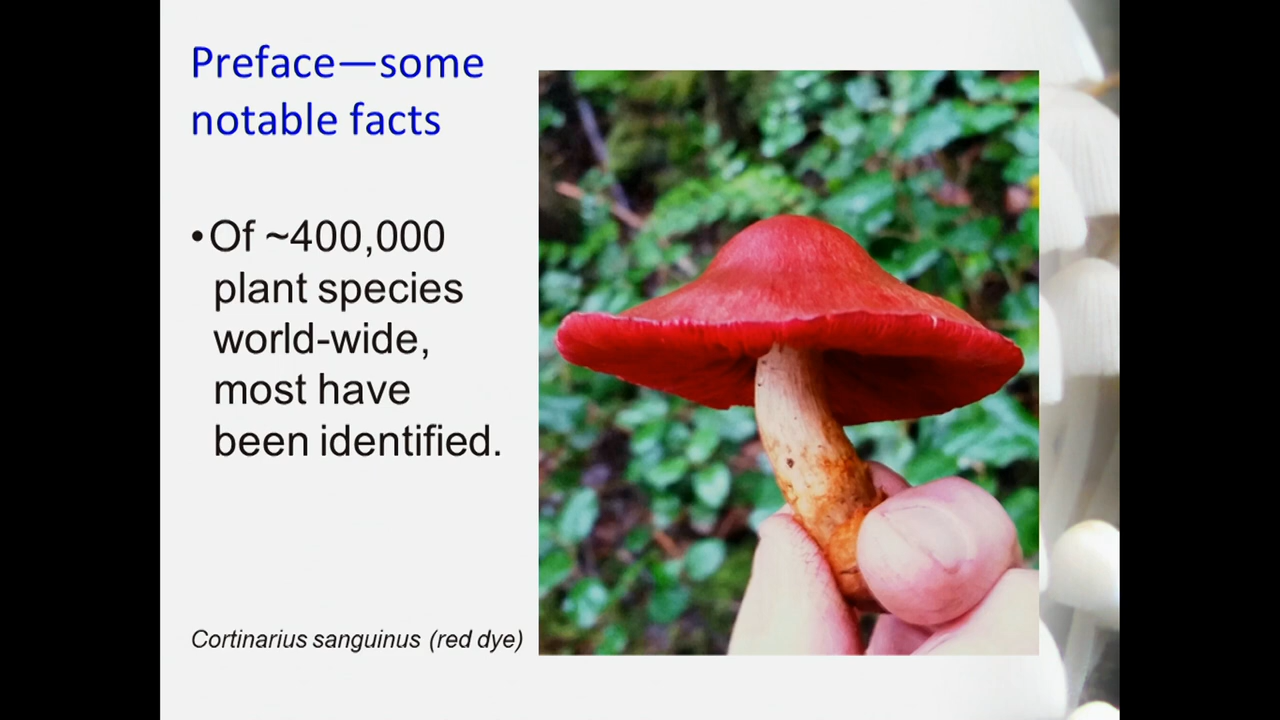 Preface—some
notable facts
•Of ~400,000
plant species
world-wide,
most have
been identified.
Cortinarius sanguinus (red dye)